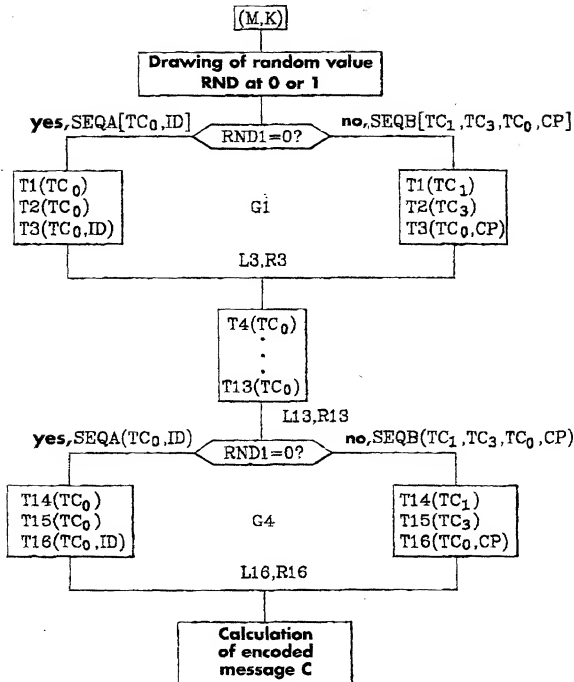 (M,K)
Drawing of random value
RND at 0 or 1
yes,SEQA[TC₀,ID]
RND1=0?
no,SEQB[TC₁,TC₃,TC₀,CP]
T1(TC₀)
T2(TC₀)
T3(TC₀,ID)
G1
T1(TC₁)
T2(TC₃)
T3(TC₀,CP)
L3,R3
T4(TC₀)
.
.
.
T13(TC₀)
L13,R13
yes,SEQA(TC₀,ID)
RND1=0?
no,SEQB(TC₁,TC₃,TC₀,CP)
T14(TC₀)
T15(TC₀)
T16(TC₀,ID)
G4
T14(TC₁)
T15(TC₃)
T16(TC₀,CP)
L16,R16
Calculation
of encoded
message C